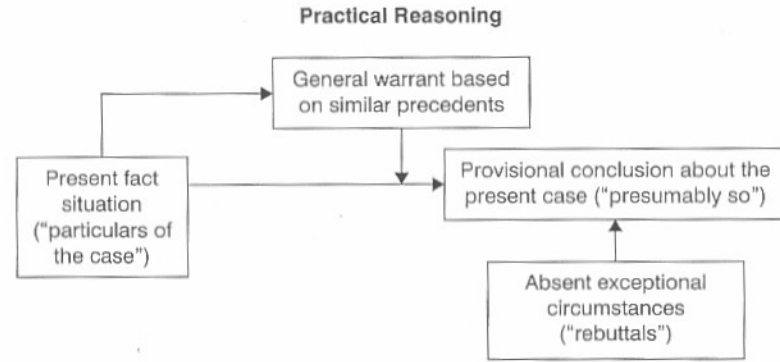 Practical Reasoning
General warrant based
on similar precedents
Present fact
situation
(“particulars of
the case”)
Provisional conclusion about the
present case (“presumably so”)
Absent exceptional
circumstances
(“rebuttals”)